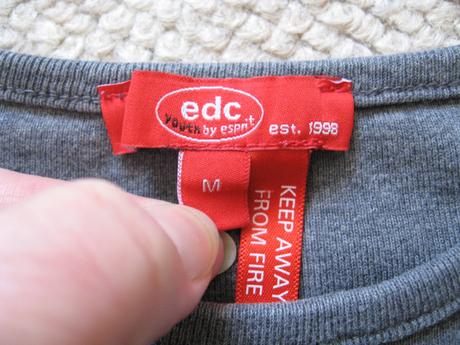 edc
youth by esprit
est. 1998
M
KEEP AWAY
FROM FIRE